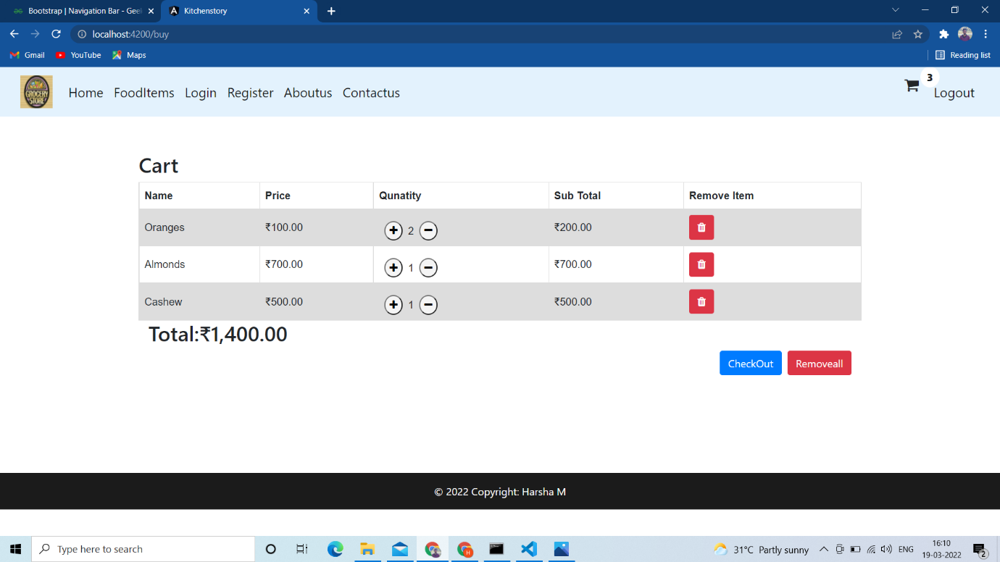 Bootstrap | Navigation Bar - Geel
Kitchenstory
localhost:4200/buy
Gmail YouTube Maps Reading list
GROCERY STORE
Home FoodItems Login Register Aboutus Contactus 3 Logout
Cart
Name Price Qunatity Sub Total Remove Item
Oranges ₹100.00 + 2 − ₹200.00
Almonds ₹700.00 + 1 − ₹700.00
Cashew ₹500.00 + 1 − ₹500.00
Total:₹1,400.00
CheckOut Removeall
© 2022 Copyright: Harsha M
Type here to search
31°C Partly sunny ENG
16:10
19-03-2022
2